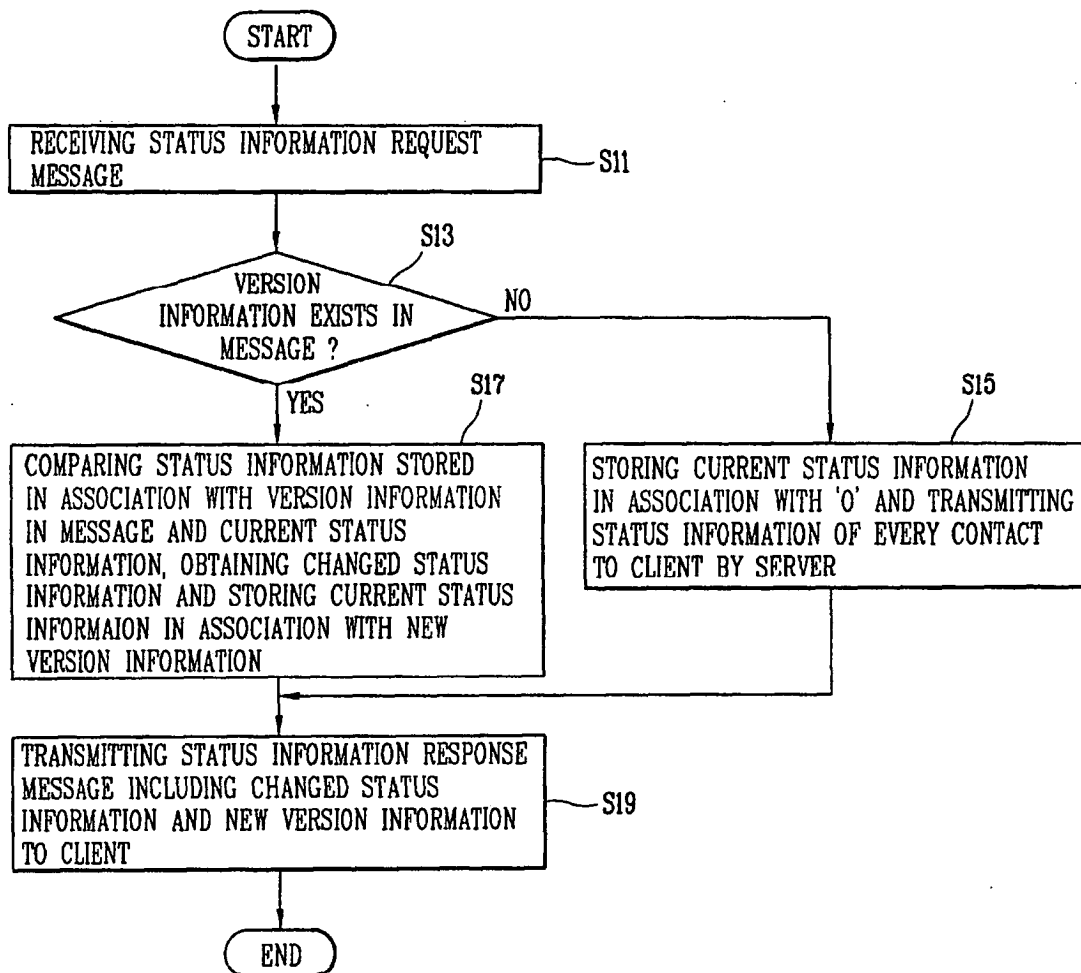 START
RECEIVING STATUS INFORMATION REQUEST
MESSAGE
S11
S13
VERSION
INFORMATION EXISTS IN
MESSAGE ?
NO
YES
S17
COMPARING STATUS INFORMATION STORED
IN ASSOCIATION WITH VERSION INFORMATION
IN MESSAGE AND CURRENT STATUS
INFORMATION, OBTAINING CHANGED STATUS
INFORMATION AND STORING CURRENT STATUS
INFORMAION IN ASSOCIATION WITH NEW
VERSION INFORMATION
S15
STORING CURRENT STATUS INFORMATION
IN ASSOCIATION WITH '0' AND TRANSMITTING
STATUS INFORMATION OF EVERY CONTACT
TO CLIENT BY SERVER
TRANSMITTING STATUS INFORMATION RESPONSE
MESSAGE INCLUDING CHANGED STATUS
INFORMATION AND NEW VERSION INFORMATION
TO CLIENT
S19
END